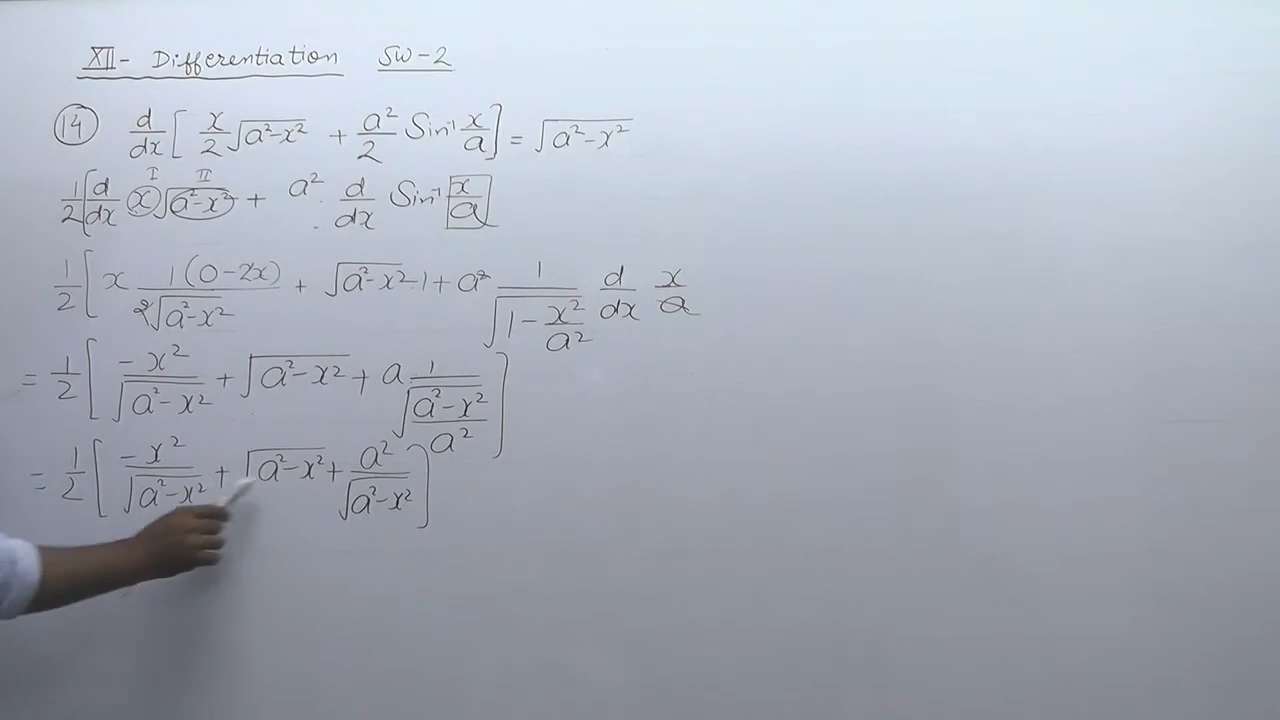 XII- Differentiation SW-2
14 d/dx [ x/2 √(a²-x²) + a²/2 Sin⁻¹ x/a ] = √(a²-x²)
I II
1/2 [ d/dx x √(a²-x²) + a² . d/dx Sin⁻¹ x/a ]
1/2 [ x 1(0-2x)/2√(a²-x²) + √(a²-x²) · 1 + a² 1/√(1 - x²/a²) d/dx x/a
= 1/2 [ -x²/√(a²-x²) + √(a²-x²) + a 1/√((a²-x²)/a²) ]
= 1/2 [ -x²/√(a²-x²) + √(a²-x²) + a²/√(a²-x²) ]